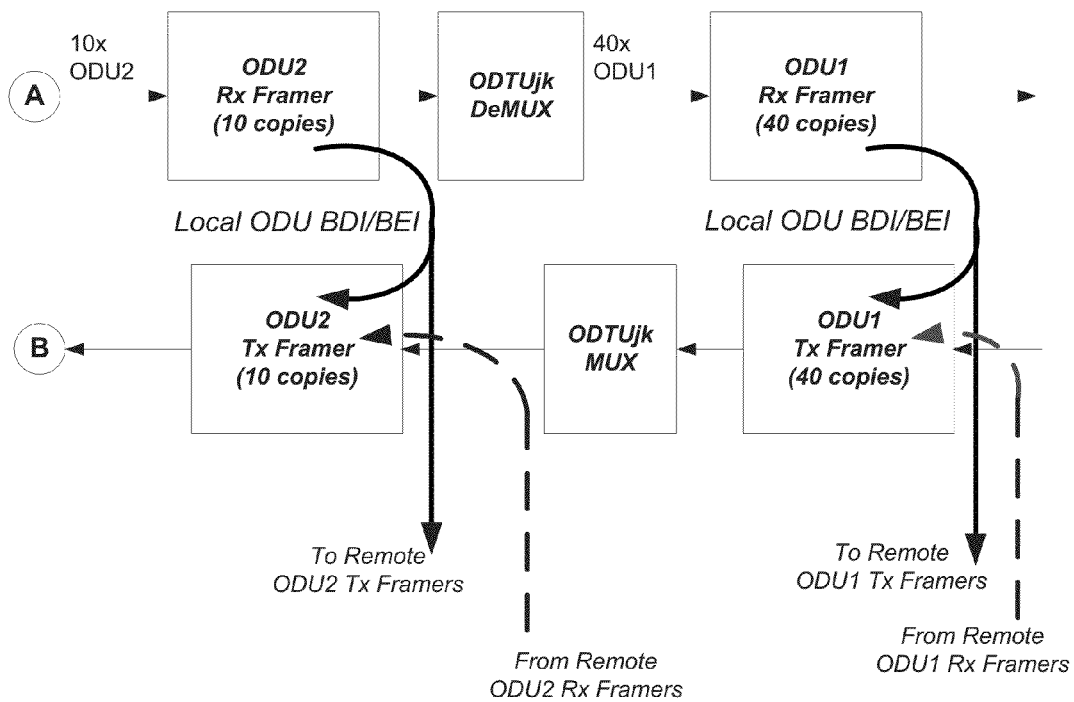 10x
ODU2
A
ODU2
Rx Framer
(10 copies)
ODTUjk
DeMUX
40x
ODU1
ODU1
Rx Framer
(40 copies)
Local ODU BDI/BEI
Local ODU BDI/BEI
B
ODU2
Tx Framer
(10 copies)
ODTUjk
MUX
ODU1
Tx Framer
(40 copies)
To Remote
ODU2 Tx Framers
To Remote
ODU1 Tx Framers
From Remote
ODU2 Rx Framers
From Remote
ODU1 Rx Framers